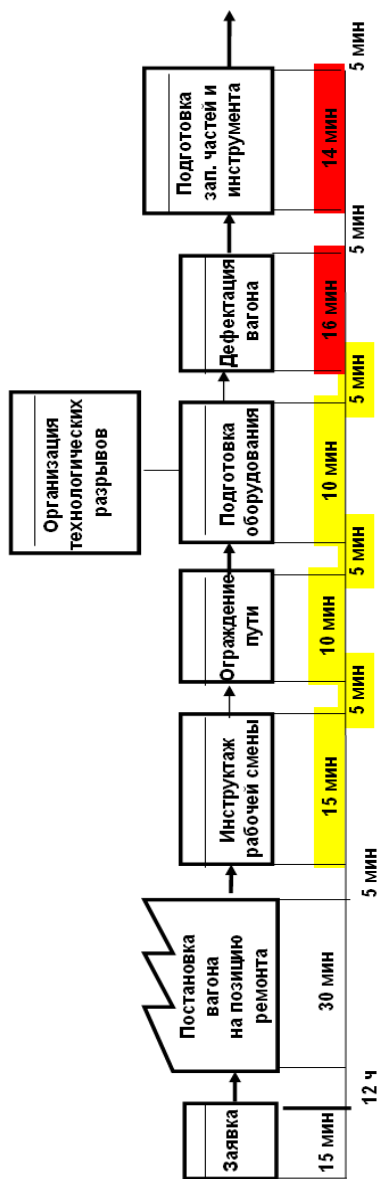 Заявка
Постановка
вагона
на позицию
ремонта
Инструктаж
рабочей смены
Ограждение
пути
Организация
технологических
разрывов
Подготовка
оборудования
Дефектация
вагона
Подготовка
зап. частей и
инструмента
15 мин
12 ч
30 мин
5 мин
15 мин
5 мин
10 мин
5 мин
10 мин
5 мин
16 мин
5 мин
14 мин
5 мин